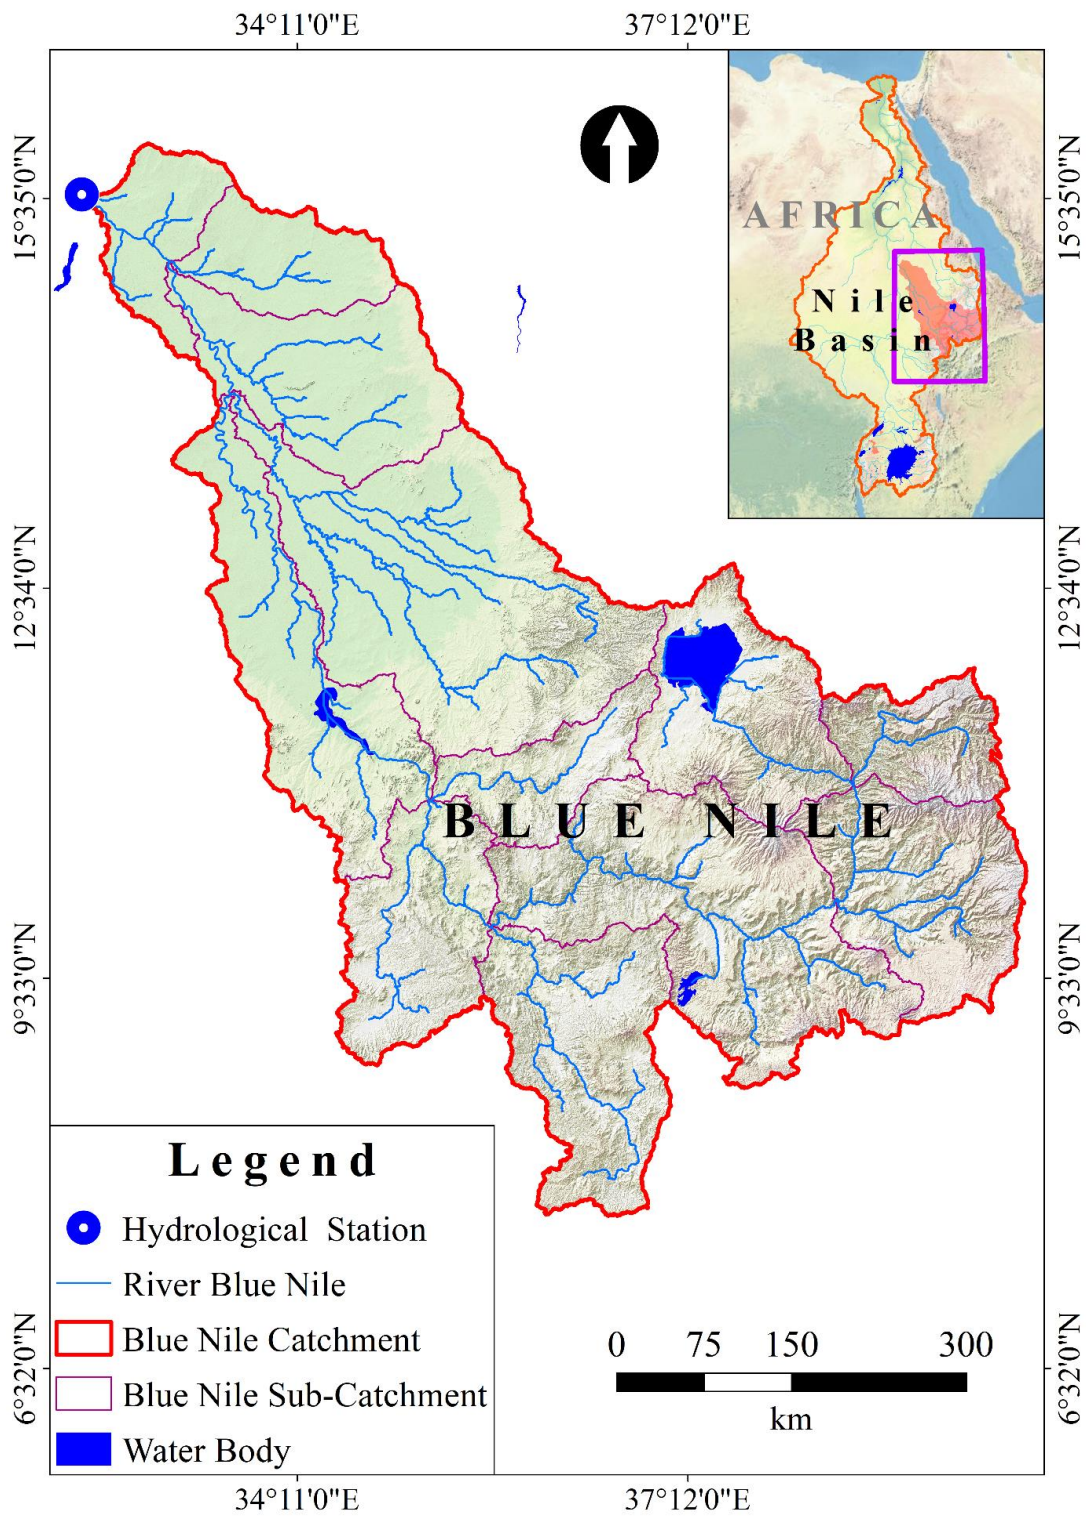 34°11'0"E 37°12'0"E
15°35'0"N
15°35'0"N
AFRICA
Nile
Basin
12°34'0"N
12°34'0"N
BLUE NILE
9°33'0"N
9°33'0"N
Legend
Hydrological Station
River Blue Nile
Blue Nile Catchment
Blue Nile Sub-Catchment
Water Body
0 75 150 300
km
6°32'0"N
6°32'0"N
34°11'0"E 37°12'0"E